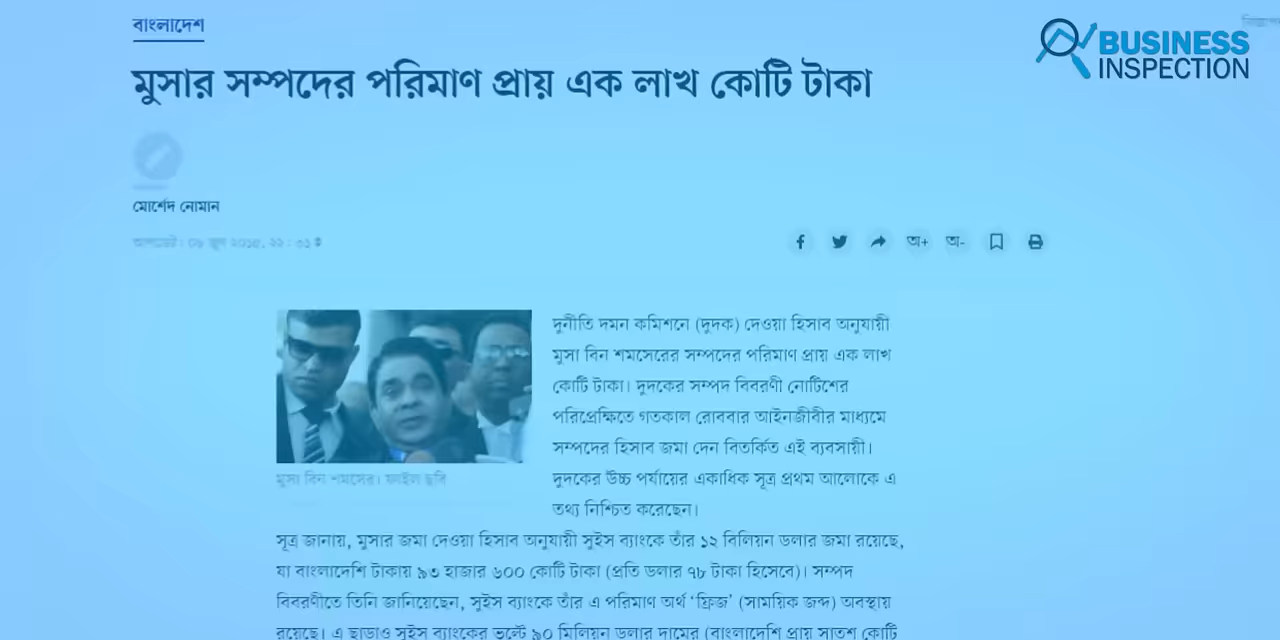 বাংলাদেশ
BUSINESS
INSPECTION
মুসার সম্পদের পরিমাণ প্রায় এক লাখ কোটি টাকা
মোর্শেদ নোমান
আপডেট: ০৯ জুন ২০১৫,
অ+ অ-
দুর্নীতি দমন কমিশনে (দুদক) দেওয়া হিসাব অনুযায়ী
মুসা বিন শমসেরের সম্পদের পরিমাণ প্রায় এক লাখ
কোটি টাকা। দুদকের সম্পদ বিবরণী নোটিশের
পরিপ্রেক্ষিতে গতকাল রোববার আইনজীবীর মাধ্যমে
সম্পদের হিসাব জমা দেন বিতর্কিত এই ব্যবসায়ী।
দুদকের উচ্চ পর্যায়ের একাধিক সূত্র প্রথম আলোকে এ
তথ্য নিশ্চিত করেছেন।
মুসা বিন শমসের। ফাইল ছবি
সূত্র জানায়, মুসার জমা দেওয়া হিসাব অনুযায়ী সুইস ব্যাংকে তাঁর ১২ বিলিয়ন ডলার জমা রয়েছে,
যা বাংলাদেশি টাকায় ৯৩ হাজার ৬০০ কোটি টাকা (প্রতি ডলার ৭৮ টাকা হিসেবে)। সম্পদ
বিবরণীতে তিনি জানিয়েছেন, সুইস ব্যাংকে তাঁর এ পরিমাণ অর্থ ‘ফ্রিজ’ (সাময়িক জব্দ) অবস্থায়
রয়েছে। এ ছাড়াও সুইস ব্যাংকের ভল্টে ৯০ মিলিয়ন ডলার দামের (বাংলাদেশি প্রায় সাতশ কোটি